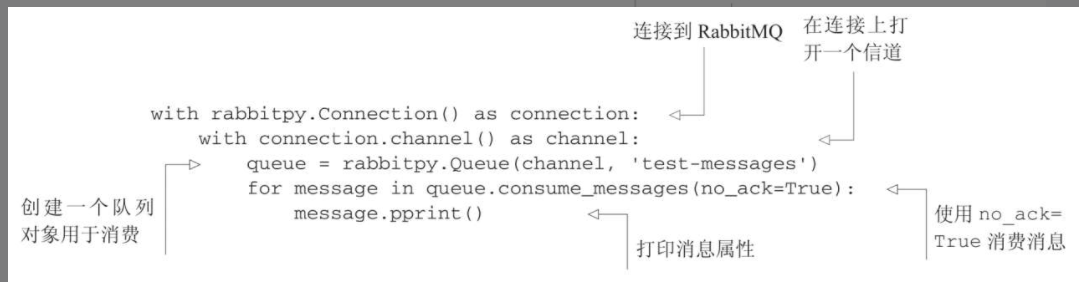 连接到 RabbitMQ
在连接上打
开一个信道
with rabbitpy.Connection() as connection:
with connection.channel() as channel:
queue = rabbitpy.Queue(channel, 'test-messages')
for message in queue.consume_messages(no_ack=True):
message.pprint()
创建一个队列
对象用于消费
打印消息属性
使用 no_ack=
True 消费消息